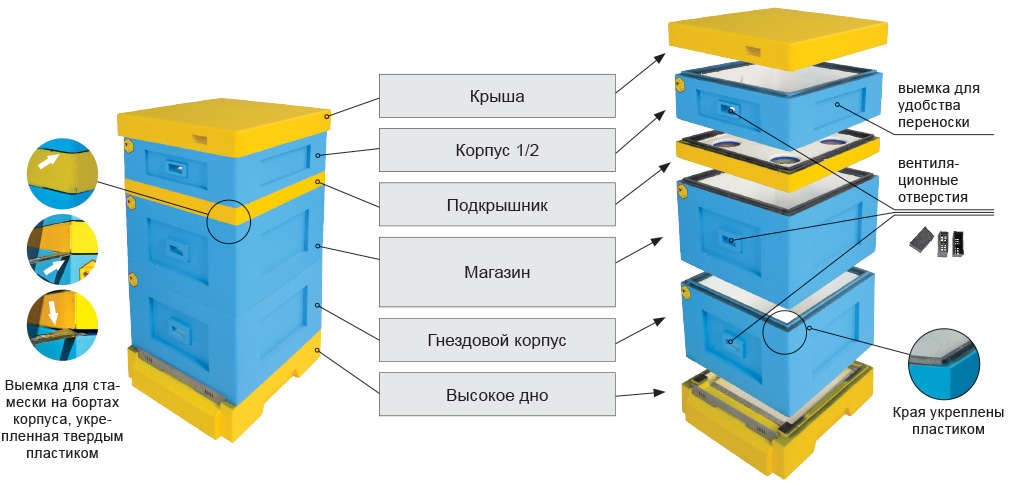 Крыша
Корпус 1/2
Подкрышник
Магазин
Гнездовой корпус
Высокое дно
Выемка для ста-
мески на бортах
корпуса, укре-
пленная твердым
пластиком
выемка для
удобства
переноски
вентиля-
ционные
отверстия
Края укреплены
пластиком